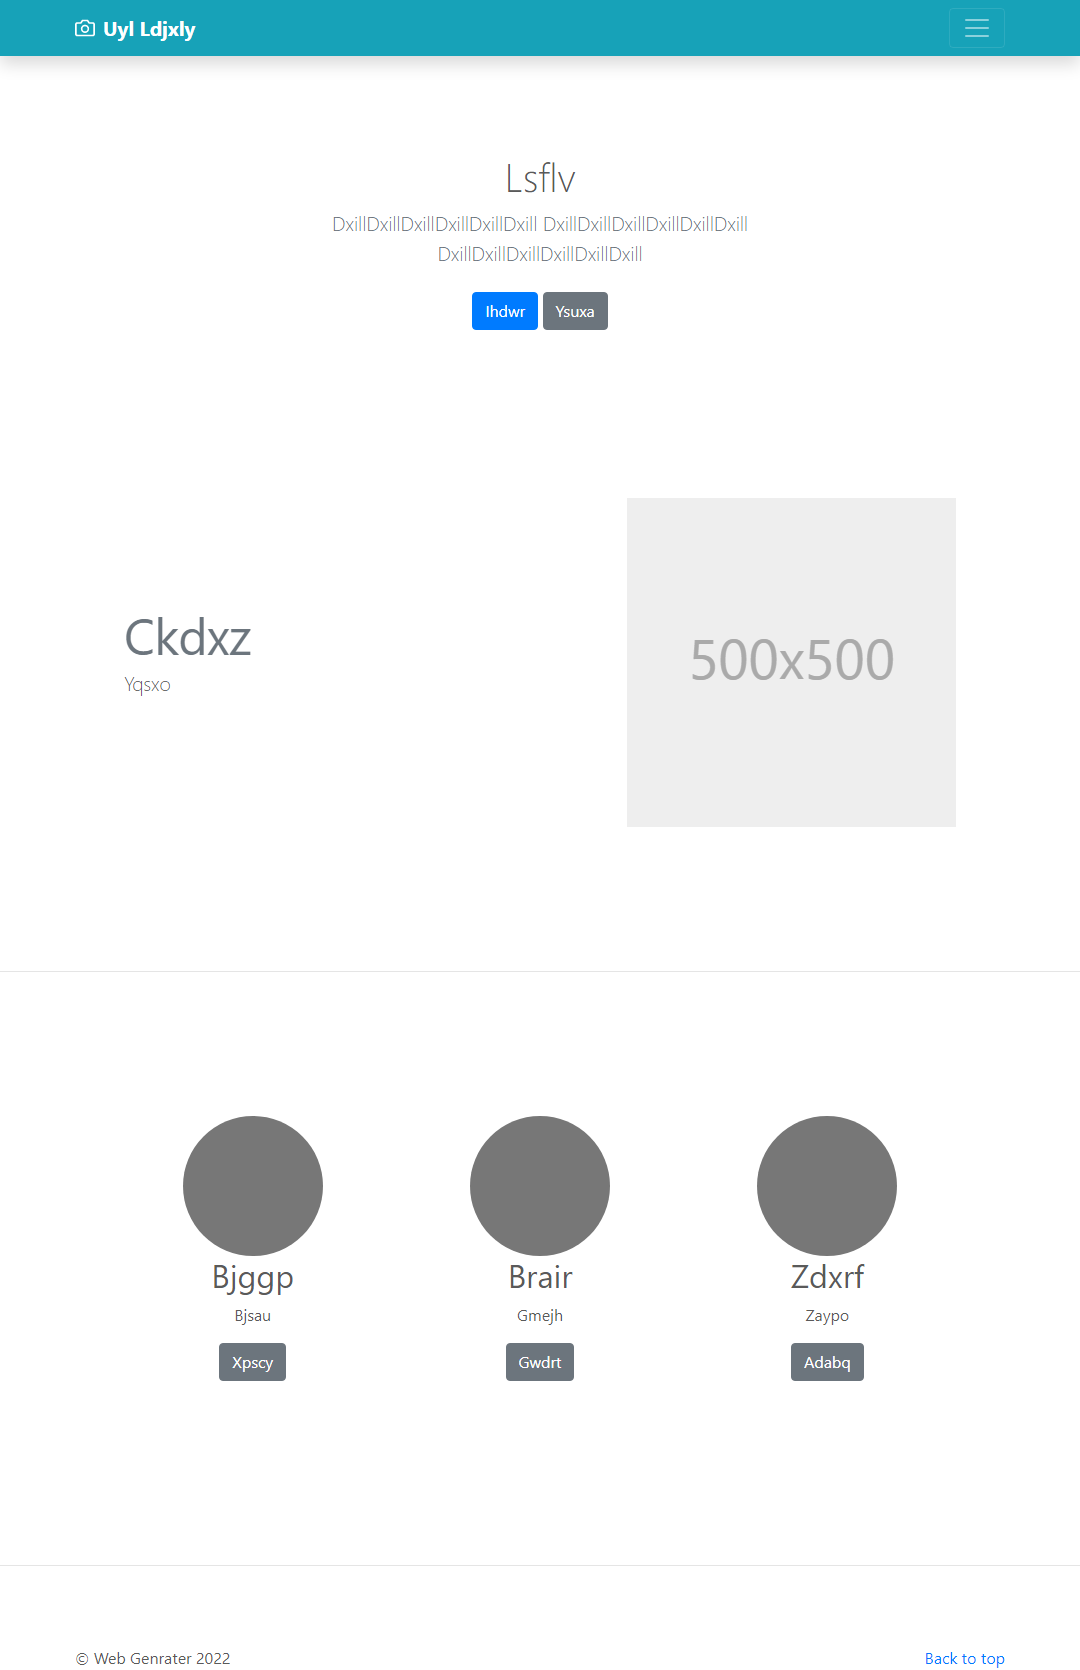 Uyl Ldjxly
Lsflv
DxillDxillDxillDxillDxillDxill DxillDxillDxillDxillDxillDxill
DxillDxillDxillDxillDxillDxill
Ihdwr Ysuxa
Ckdxz
Yqsxo
500x500
Bjggp Brair Zdxrf
Bjsau Gmejh Zaypo
Xpscy Gwdrt Adabq
© Web Genrater 2022 Back to top